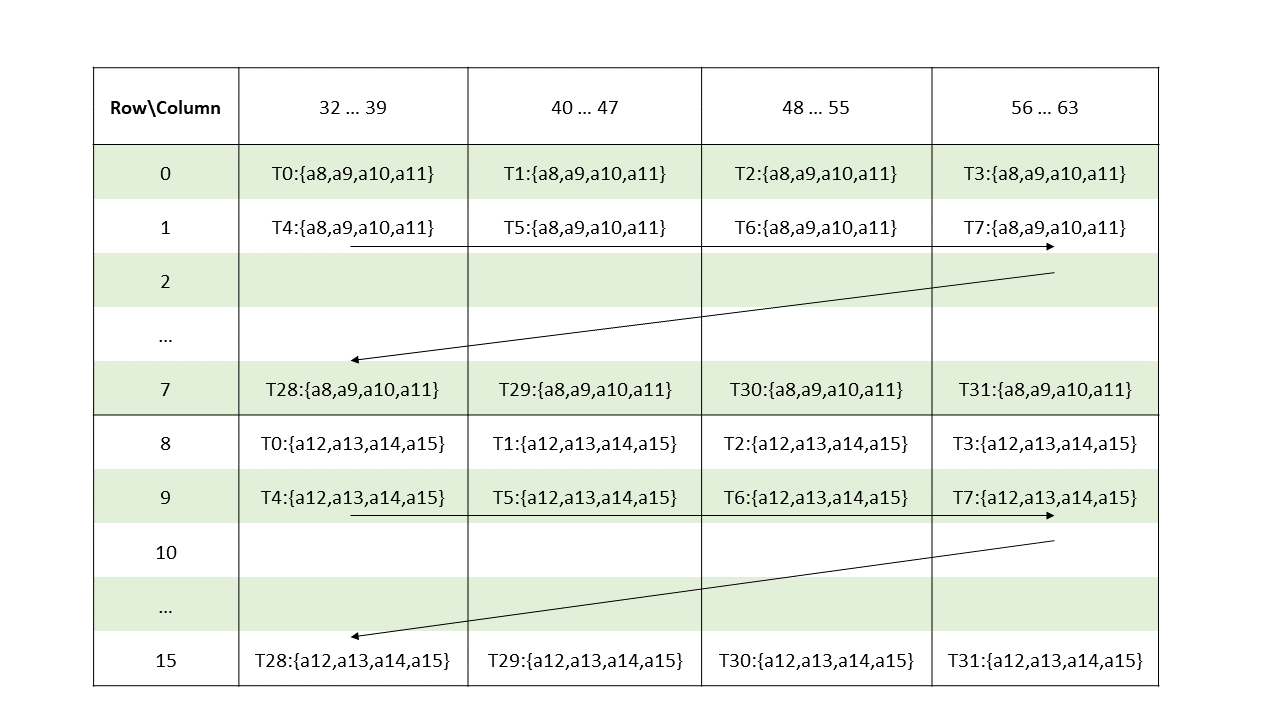 Row\Column 32 ... 39 40 ... 47 48 ... 55 56 ... 63
0 T0:{a8,a9,a10,a11} T1:{a8,a9,a10,a11} T2:{a8,a9,a10,a11} T3:{a8,a9,a10,a11}
1 T4:{a8,a9,a10,a11} T5:{a8,a9,a10,a11} T6:{a8,a9,a10,a11} T7:{a8,a9,a10,a11}
2
...
7 T28:{a8,a9,a10,a11} T29:{a8,a9,a10,a11} T30:{a8,a9,a10,a11} T31:{a8,a9,a10,a11}
8 T0:{a12,a13,a14,a15} T1:{a12,a13,a14,a15} T2:{a12,a13,a14,a15} T3:{a12,a13,a14,a15}
9 T4:{a12,a13,a14,a15} T5:{a12,a13,a14,a15} T6:{a12,a13,a14,a15} T7:{a12,a13,a14,a15}
10
...
15 T28:{a12,a13,a14,a15} T29:{a12,a13,a14,a15} T30:{a12,a13,a14,a15} T31:{a12,a13,a14,a15}